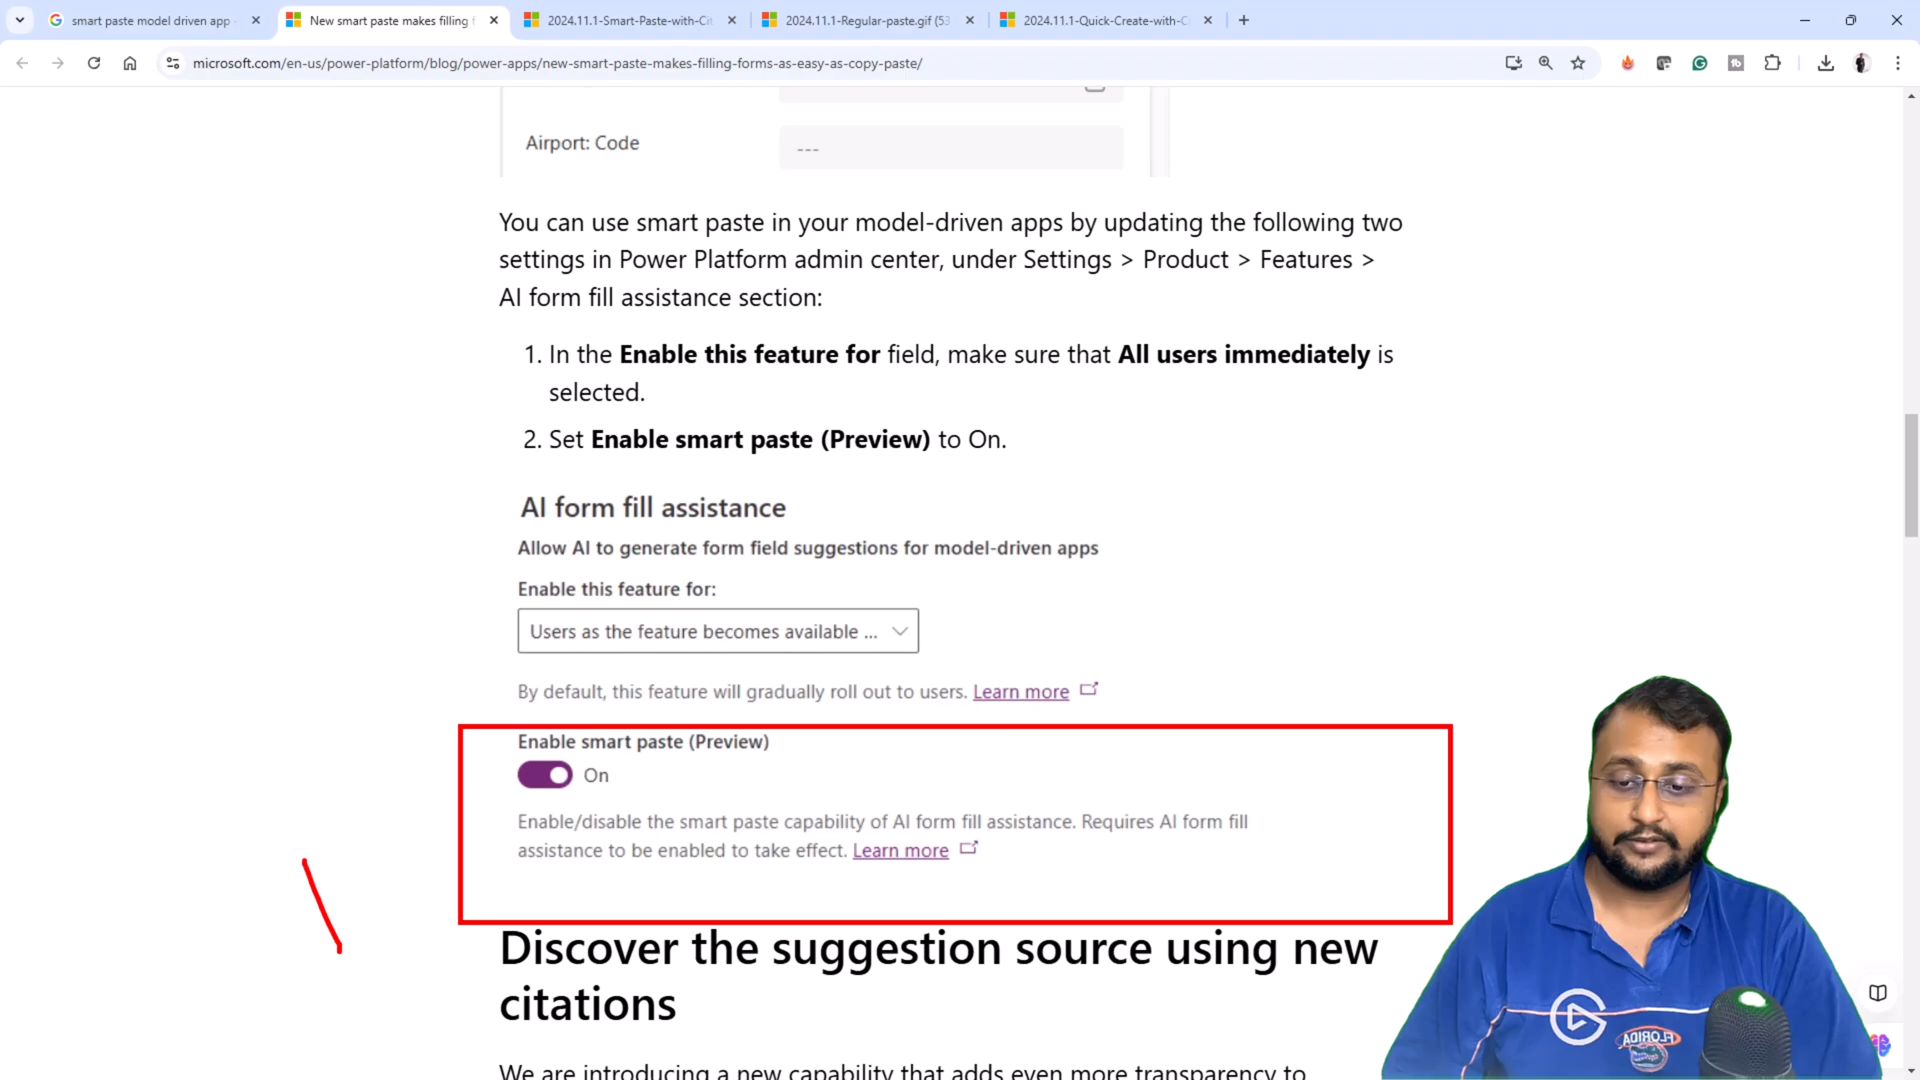 smart paste model driven app
New smart paste makes filling f
2024.11.1-Smart-Paste-with-Cit
2024.11.1-Regular-paste.gif (53
2024.11.1-Quick-Create-with-C
microsoft.com/en-us/power-platform/blog/power-apps/new-smart-paste-makes-filling-forms-as-easy-as-copy-paste/
Airport: Code
---
You can use smart paste in your model-driven apps by updating the following two
settings in Power Platform admin center, under Settings > Product > Features >
AI form fill assistance section:
1. In the Enable this feature for field, make sure that All users immediately is
selected.
2. Set Enable smart paste (Preview) to On.
AI form fill assistance
Allow AI to generate form field suggestions for model-driven apps
Enable this feature for:
Users as the feature becomes available ...
By default, this feature will gradually roll out to users. Learn more
Enable smart paste (Preview)
On
Enable/disable the smart paste capability of AI form fill assistance. Requires AI form fill
assistance to be enabled to take effect. Learn more
Discover the suggestion source using new
citations
We are introducing a new capability that adds even more transparency to
FLORIDA